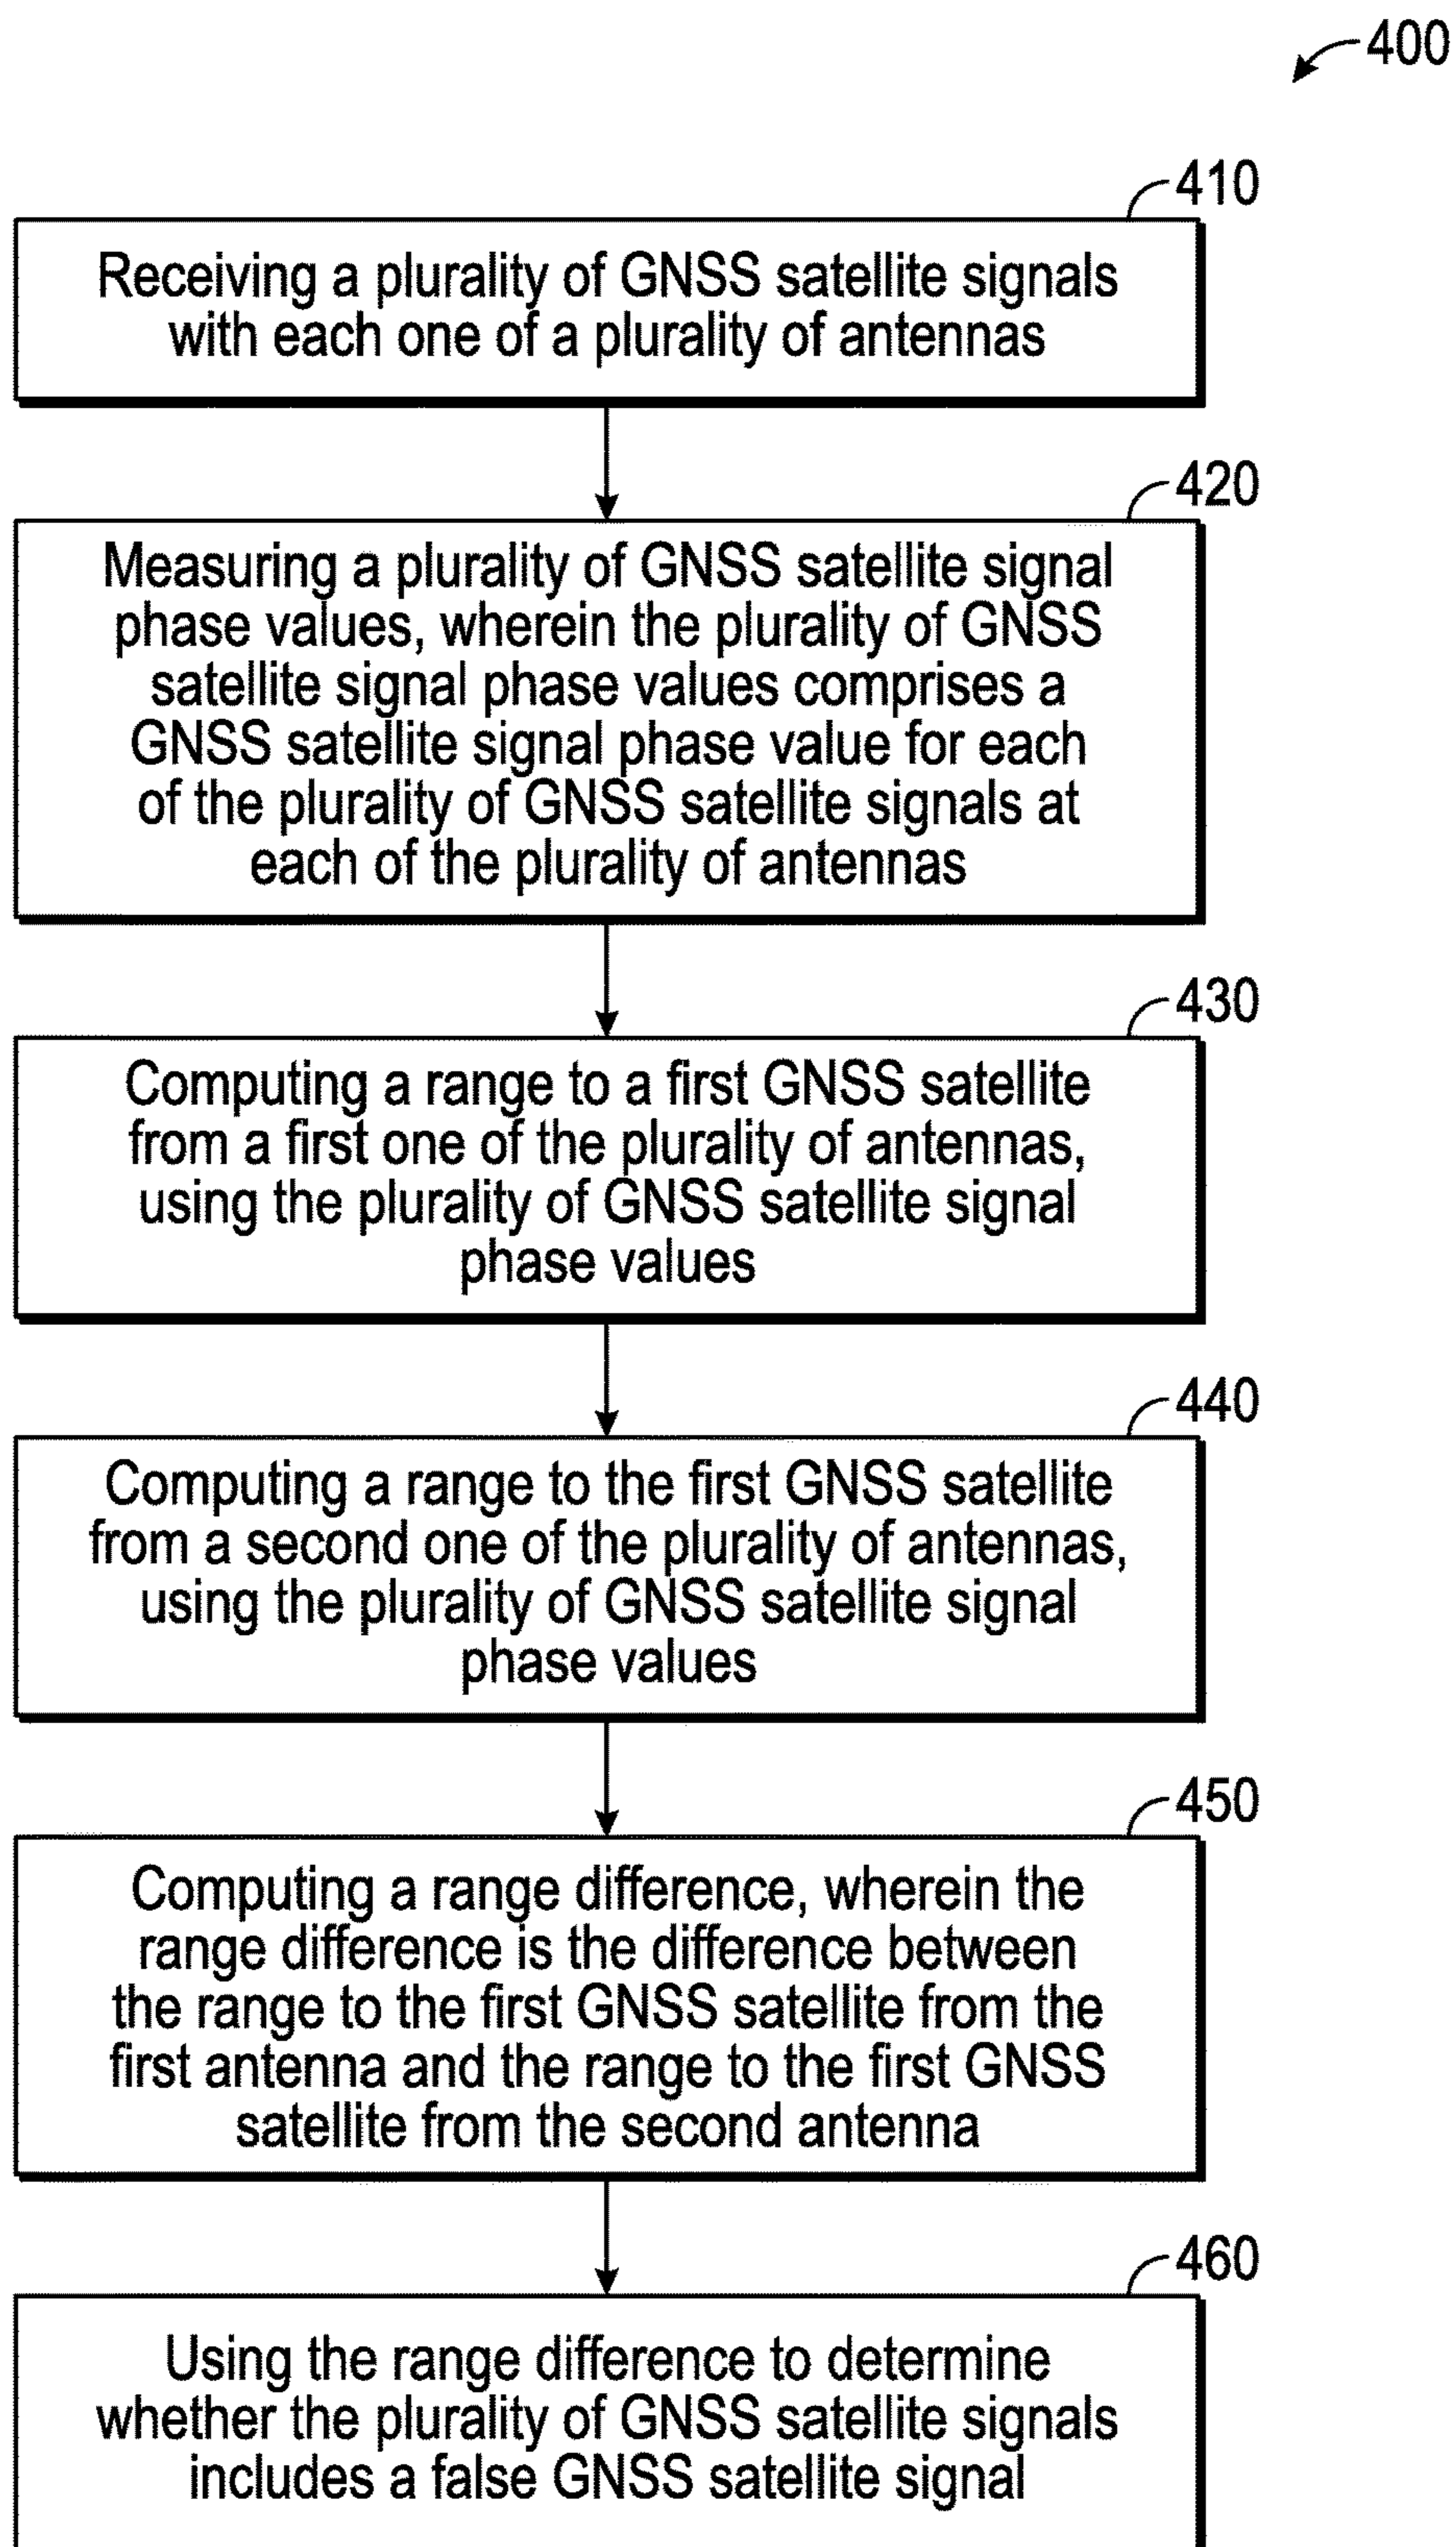 400
410
Receiving a plurality of GNSS satellite signals
with each one of a plurality of antennas
420
Measuring a plurality of GNSS satellite signal
phase values, wherein the plurality of GNSS
satellite signal phase values comprises a
GNSS satellite signal phase value for each
of the plurality of GNSS satellite signals at
each of the plurality of antennas
430
Computing a range to a first GNSS satellite
from a first one of the plurality of antennas,
using the plurality of GNSS satellite signal
phase values
440
Computing a range to the first GNSS satellite
from a second one of the plurality of antennas,
using the plurality of GNSS satellite signal
phase values
450
Computing a range difference, wherein the
range difference is the difference between
the range to the first GNSS satellite from the
first antenna and the range to the first GNSS
satellite from the second antenna
460
Using the range difference to determine
whether the plurality of GNSS satellite signals
includes a false GNSS satellite signal